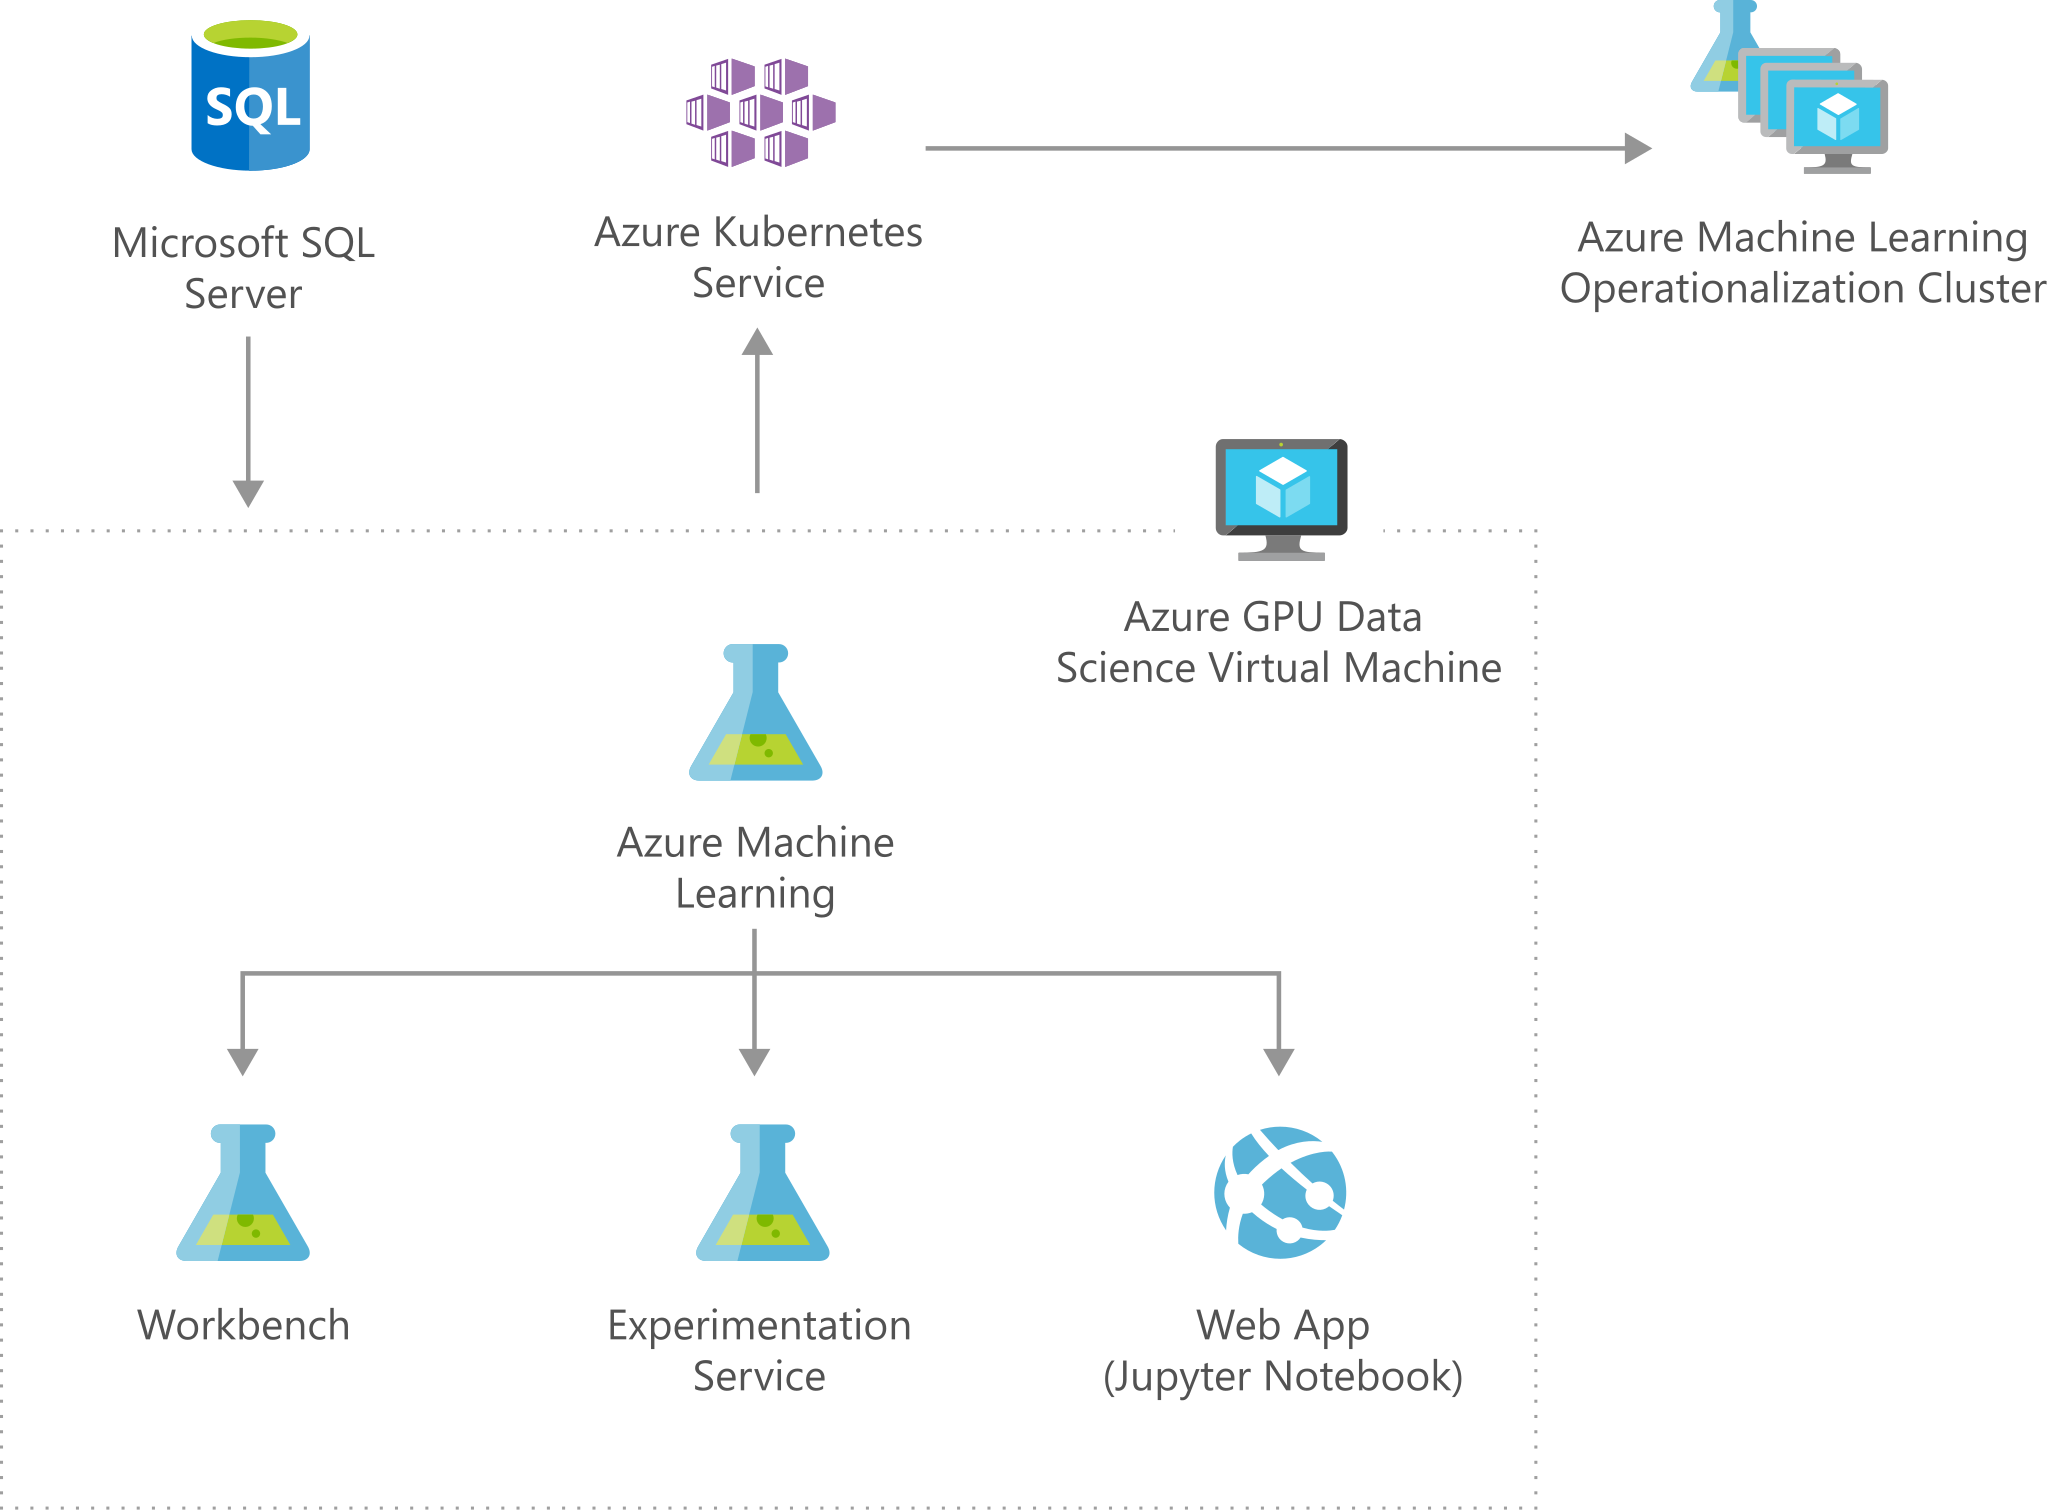 SQL
Microsoft SQL
Server
Azure Kubernetes
Service
Azure Machine Learning
Operationalization Cluster
Azure GPU Data
Science Virtual Machine
Azure Machine
Learning
Workbench
Experimentation
Service
Web App
(Jupyter Notebook)